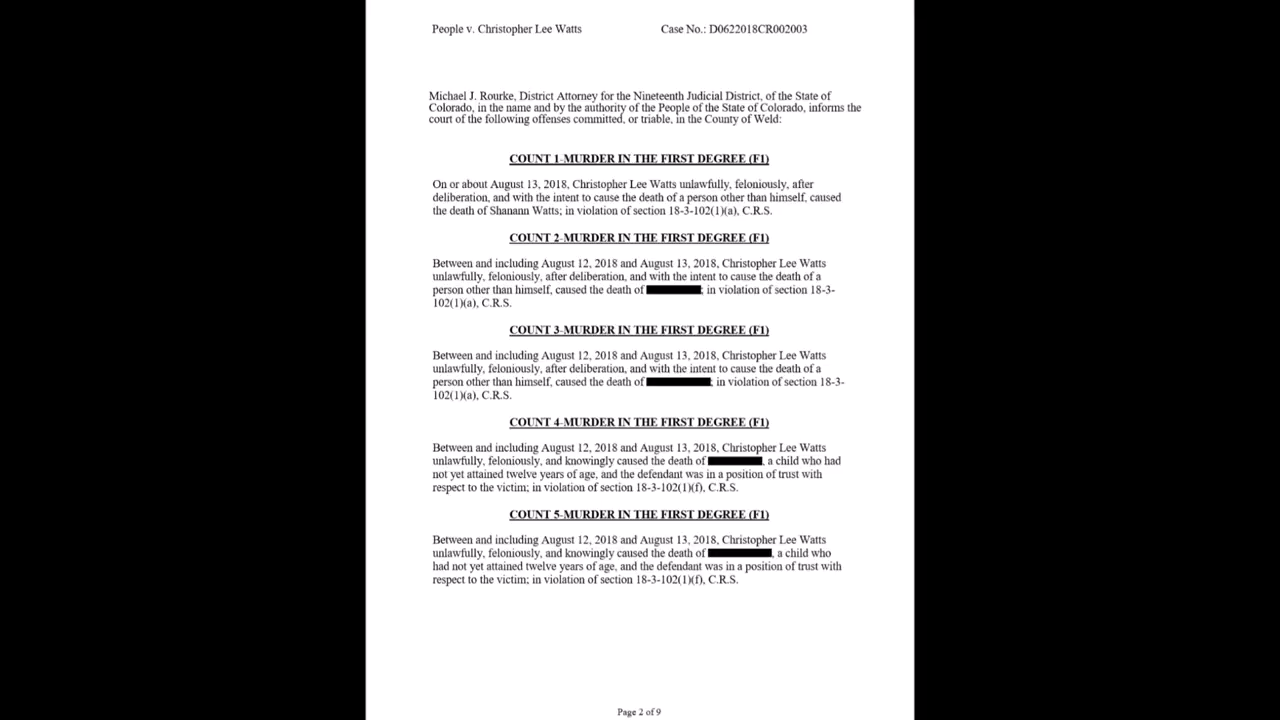 People v. Christopher Lee Watts Case No.: D0622018CR002003
Michael J. Rourke, District Attorney for the Nineteenth Judicial District, of the State of
Colorado, in the name and by the authority of the People of the State of Colorado, informs the
court of the following offenses committed, or triable, in the County of Weld:
COUNT 1-MURDER IN THE FIRST DEGREE (F1)
On or about August 13, 2018, Christopher Lee Watts unlawfully, feloniously, after
deliberation, and with the intent to cause the death of a person other than himself, caused
the death of Shanann Watts; in violation of section 18-3-102(1)(a), C.R.S.
COUNT 2-MURDER IN THE FIRST DEGREE (F1)
Between and including August 12, 2018 and August 13, 2018, Christopher Lee Watts
unlawfully, feloniously, after deliberation, and with the intent to cause the death of a
person other than himself, caused the death of ; in violation of section 18-3-
102(1)(a), C.R.S.
COUNT 3-MURDER IN THE FIRST DEGREE (F1)
Between and including August 12, 2018 and August 13, 2018, Christopher Lee Watts
unlawfully, feloniously, after deliberation, and with the intent to cause the death of a
person other than himself, caused the death of ; in violation of section 18-3-
102(1)(a), C.R.S.
COUNT 4-MURDER IN THE FIRST DEGREE (F1)
Between and including August 12, 2018 and August 13, 2018, Christopher Lee Watts
unlawfully, feloniously, and knowingly caused the death of , a child who had
not yet attained twelve years of age, and the defendant was in a position of trust with
respect to the victim; in violation of section 18-3-102(1)(f), C.R.S.
COUNT 5-MURDER IN THE FIRST DEGREE (F1)
Between and including August 12, 2018 and August 13, 2018, Christopher Lee Watts
unlawfully, feloniously, and knowingly caused the death of , a child who
had not yet attained twelve years of age, and the defendant was in a position of trust with
respect to the victim; in violation of section 18-3-102(1)(f), C.R.S.
Page 2 of 9